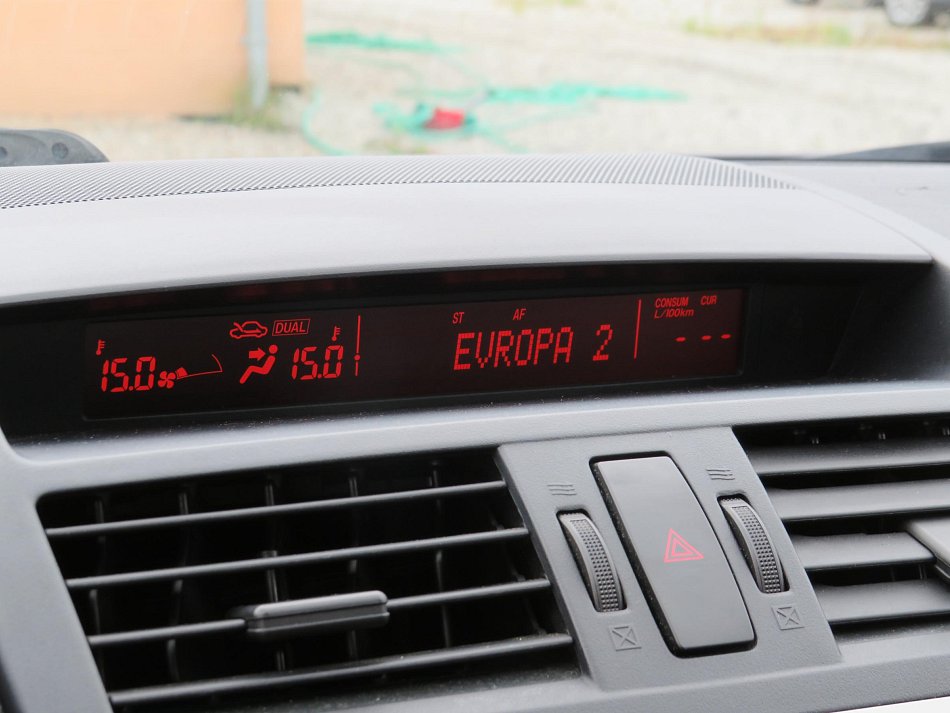 DUAL
15.0
15.0
ST AF
EVROPA 2
CONSUM CUR
L/100km
---